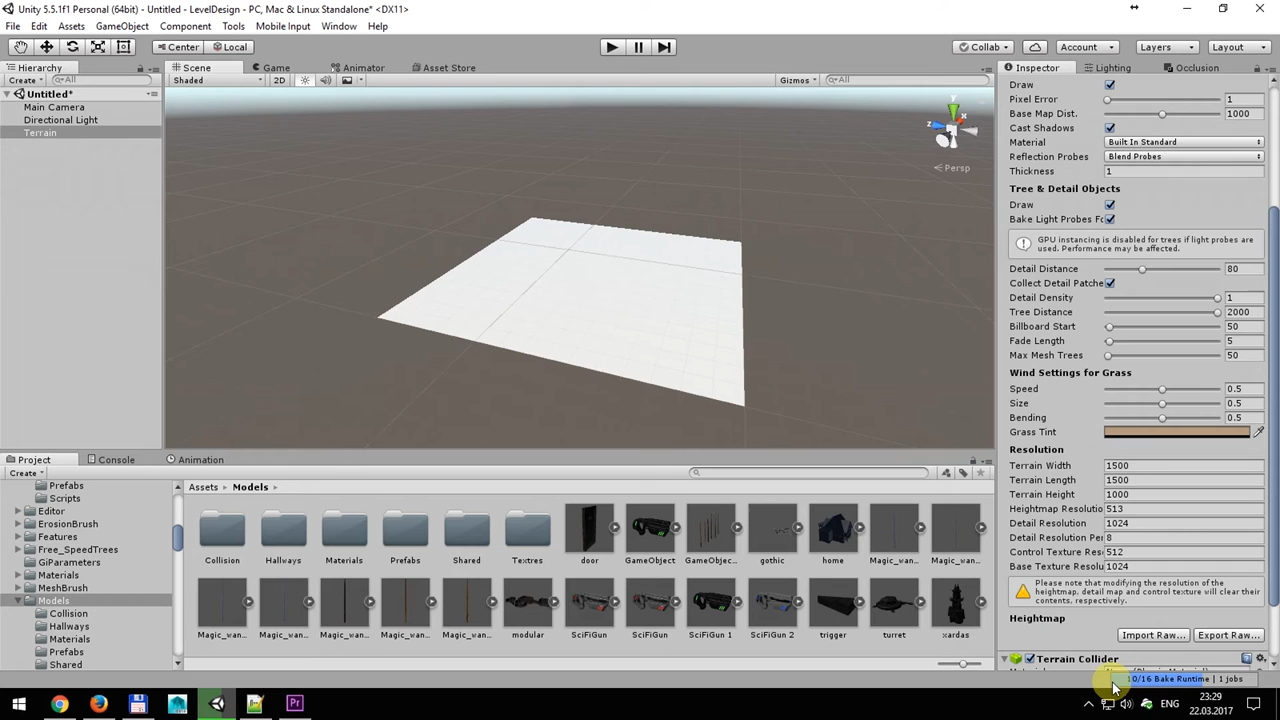 Unity 5.5.1f1 Personal (64bit) - Untitled - LevelDesign - PC, Mac & Linux Standalone* <DX11>
File Edit Assets GameObject Component Tools Mobile Input Window Help
Center Local Collab Account Layers Layout
Hierarchy
Create All
Untitled*
Main Camera
Directional Light
Terrain
Scene Game Animator Asset Store
Shaded 2D Gizmos All
y
x
z
Persp
Inspector Lighting Occlusion
Draw
Pixel Error 1
Base Map Dist. 1000
Cast Shadows
Material Built In Standard
Reflection Probes Blend Probes
Thickness 1
Tree & Detail Objects
Draw
Bake Light Probes Fo
GPU instancing is disabled for trees if light probes are
used. Performance may be affected.
Detail Distance 80
Collect Detail Patche
Detail Density 1
Tree Distance 2000
Billboard Start 50
Fade Length 5
Max Mesh Trees 50
Wind Settings for Grass
Speed 0.5
Size 0.5
Bending 0.5
Grass Tint
Resolution
Terrain Width 1500
Terrain Length 1500
Terrain Height 1000
Heightmap Resolutio 513
Detail Resolution 1024
Detail Resolution Per 8
Control Texture Res 512
Base Texture Resolu 1024
Please note that modifying the resolution of the
heightmap, detail map and control texture will clear their
contents, respectively.
Heightmap
Import Raw... Export Raw...
Terrain Collider
10/16 Bake Runtime | 1 jobs
Project Console Animation
Create
Prefabs
Scripts
Editor
ErosionBrush
Features
Free_SpeedTrees
GiParameters
Materials
MeshBrush
Models
Collision
Hallways
Materials
Prefabs
Shared
Assets Models
Collision Hallways Materials Prefabs Shared Textres door GameObject GameObjec... gothic home Magic_wan... Magic_wan...
Magic_wan... Magic_wan... Magic_wan... Magic_wan... Magic_wan... modular SciFiGun SciFiGun SciFiGun 1 SciFiGun 2 trigger turret xardas
Pr
ENG
23:29
22.03.2017